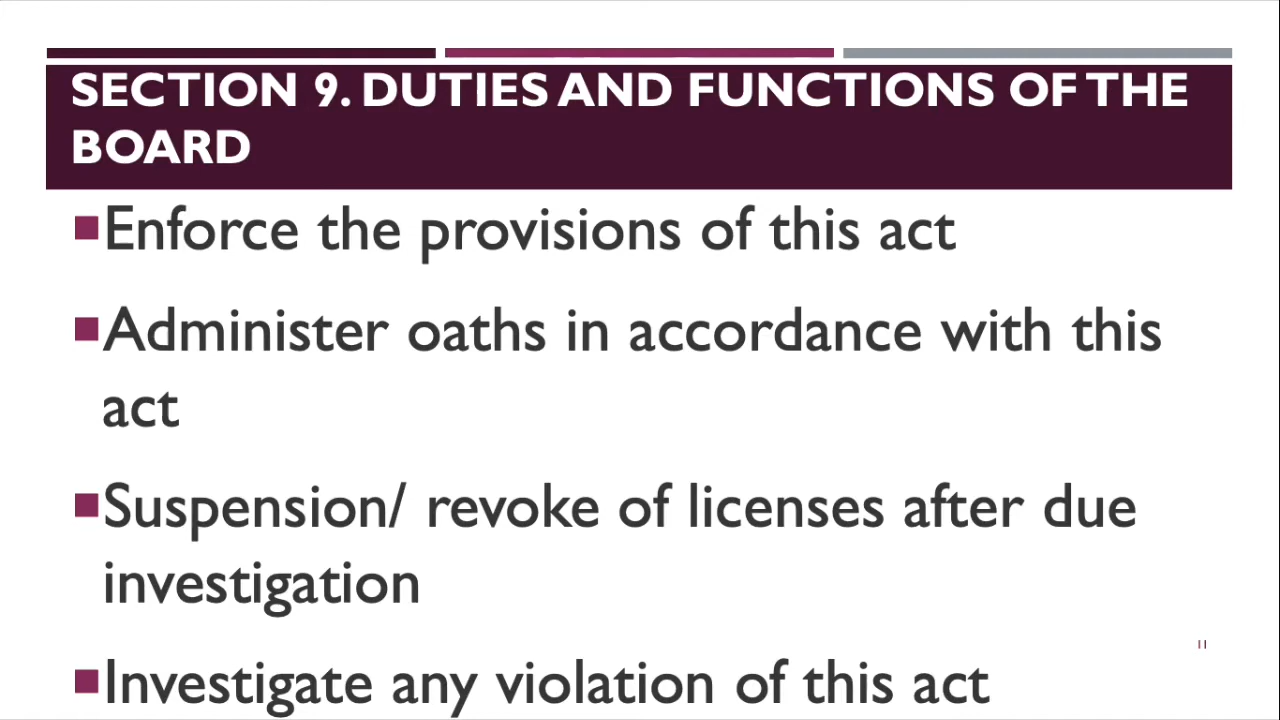 SECTION 9. DUTIES AND FUNCTIONS OF THE
BOARD
Enforce the provisions of this act
Administer oaths in accordance with this
act
Suspension/ revoke of licenses after due
investigation
11
Investigate any violation of this act